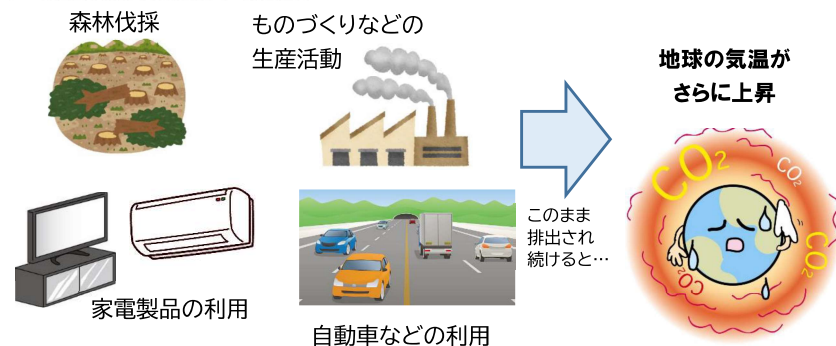 森林伐採
ものづくりなどの
生産活動
家電製品の利用
自動車などの利用
このまま
排出され
続けると…
地球の気温が
さらに上昇
CO2
CO2
CO2
CO2